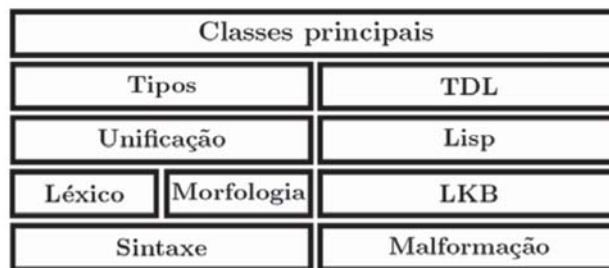 Classes principais
Tipos TDL
Unificação Lisp
Léxico Morfologia LKB
Sintaxe Malformação